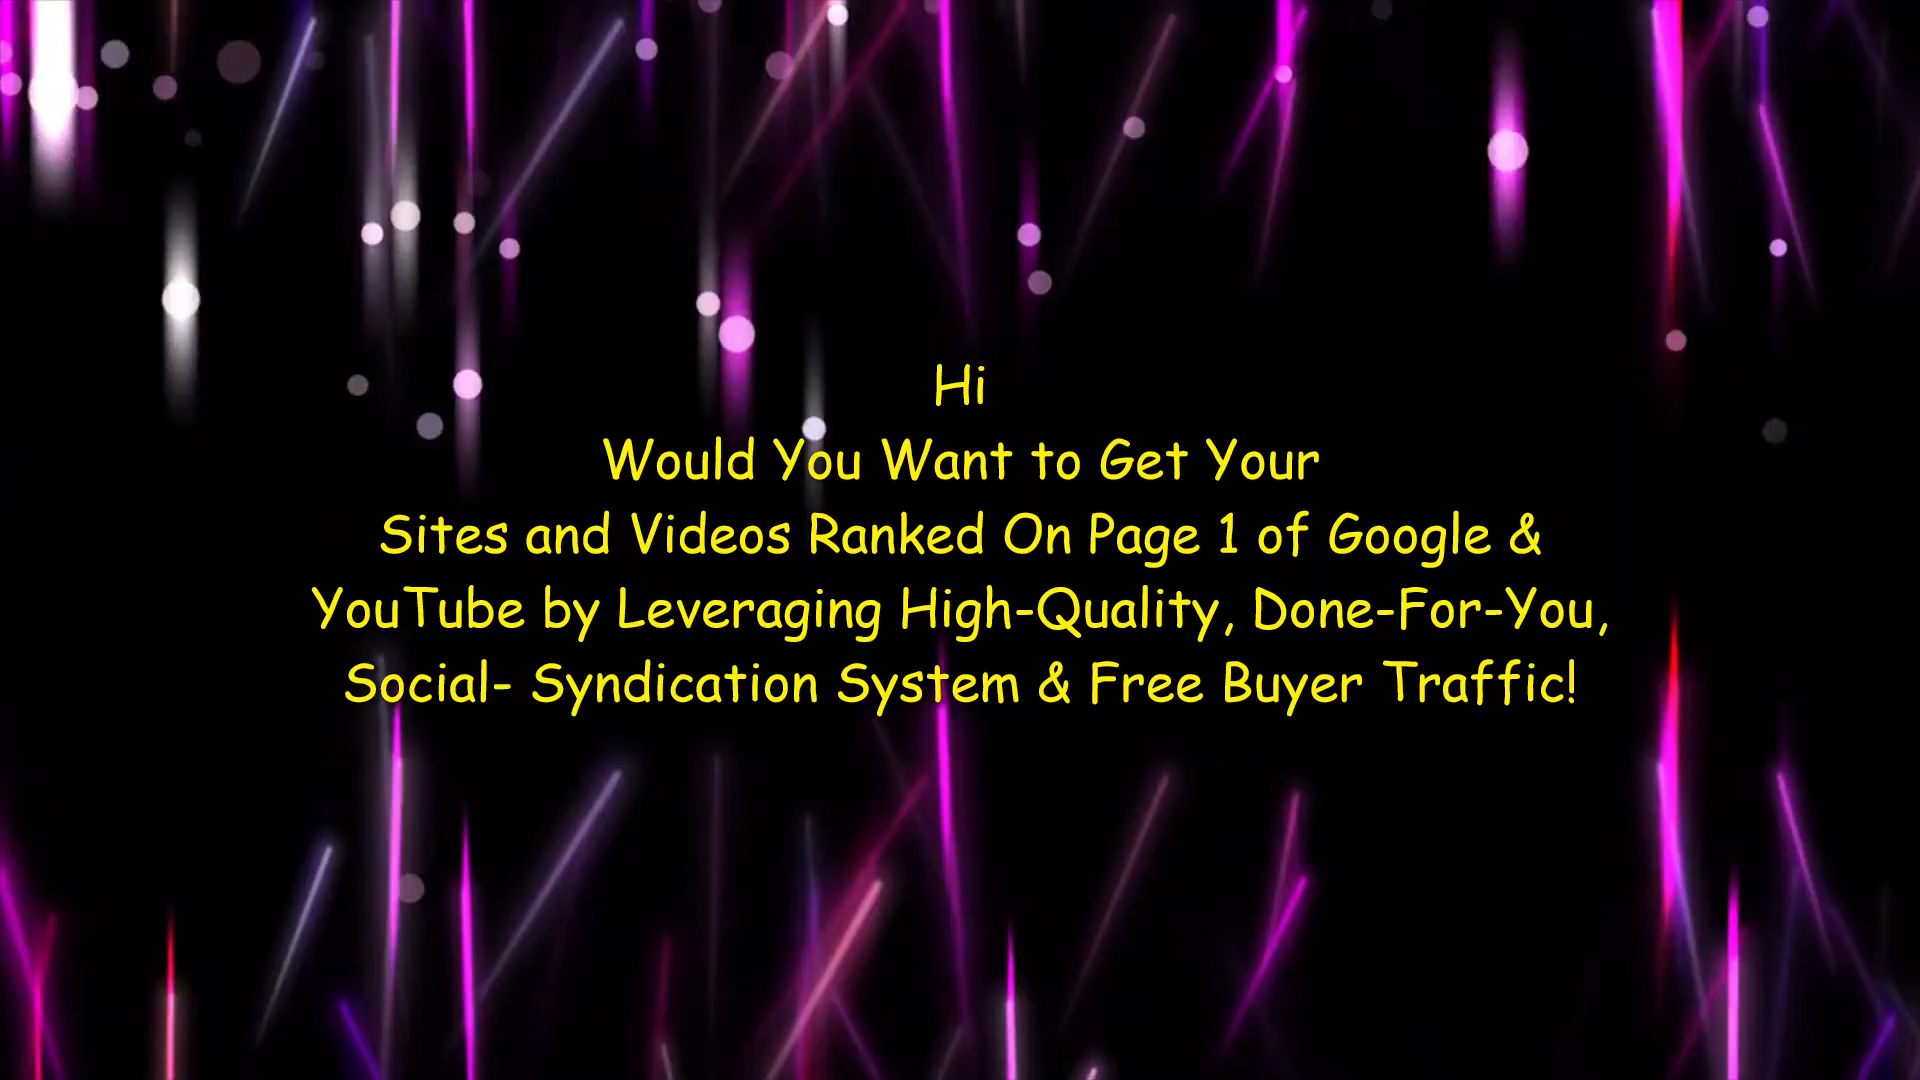 Hi
Would You Want to Get Your
Sites and Videos Ranked On Page 1 of Google &
YouTube by Leveraging High-Quality, Done-For-You,
Social- Syndication System & Free Buyer Traffic!